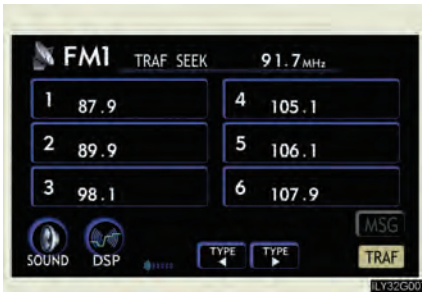 FM1 TRAF SEEK 91.7MHz
1 87.9
4 105.1
2 89.9
5 106.1
3 98.1
6 107.9
MSG
SOUND DSP TYPE ◀ TYPE ▶ TRAF
ILY32G00